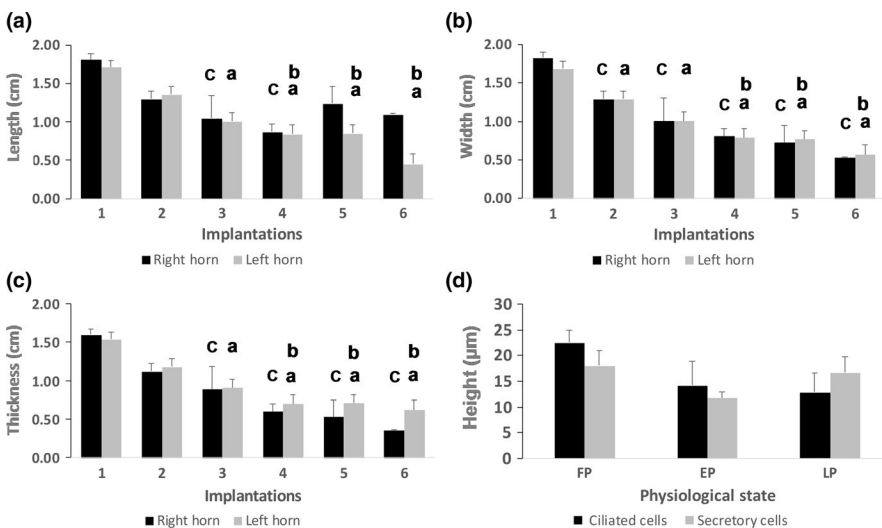 (a)
2.00
1.50
1.00
0.50
0.00
Length (cm)
c a
c
b
a
b
a
b
a
1 2 3 4 5 6
Implantations
Right horn Left horn
(b)
2.00
1.50
1.00
0.50
0.00
Width (cm)
c a
c a
c
b
a
c
b
a
c
b
a
1 2 3 4 5 6
Implantations
Right horn Left horn
(c)
2.00
1.50
1.00
0.50
0.00
Thickness (cm)
c a
b
c a
b
c a
b
c a
1 2 3 4 5 6
Implantations
Right horn Left horn
(d)
30
25
20
15
10
5
0
Height (µm)
FP EP LP
Physiological state
Ciliated cells Secretory cells